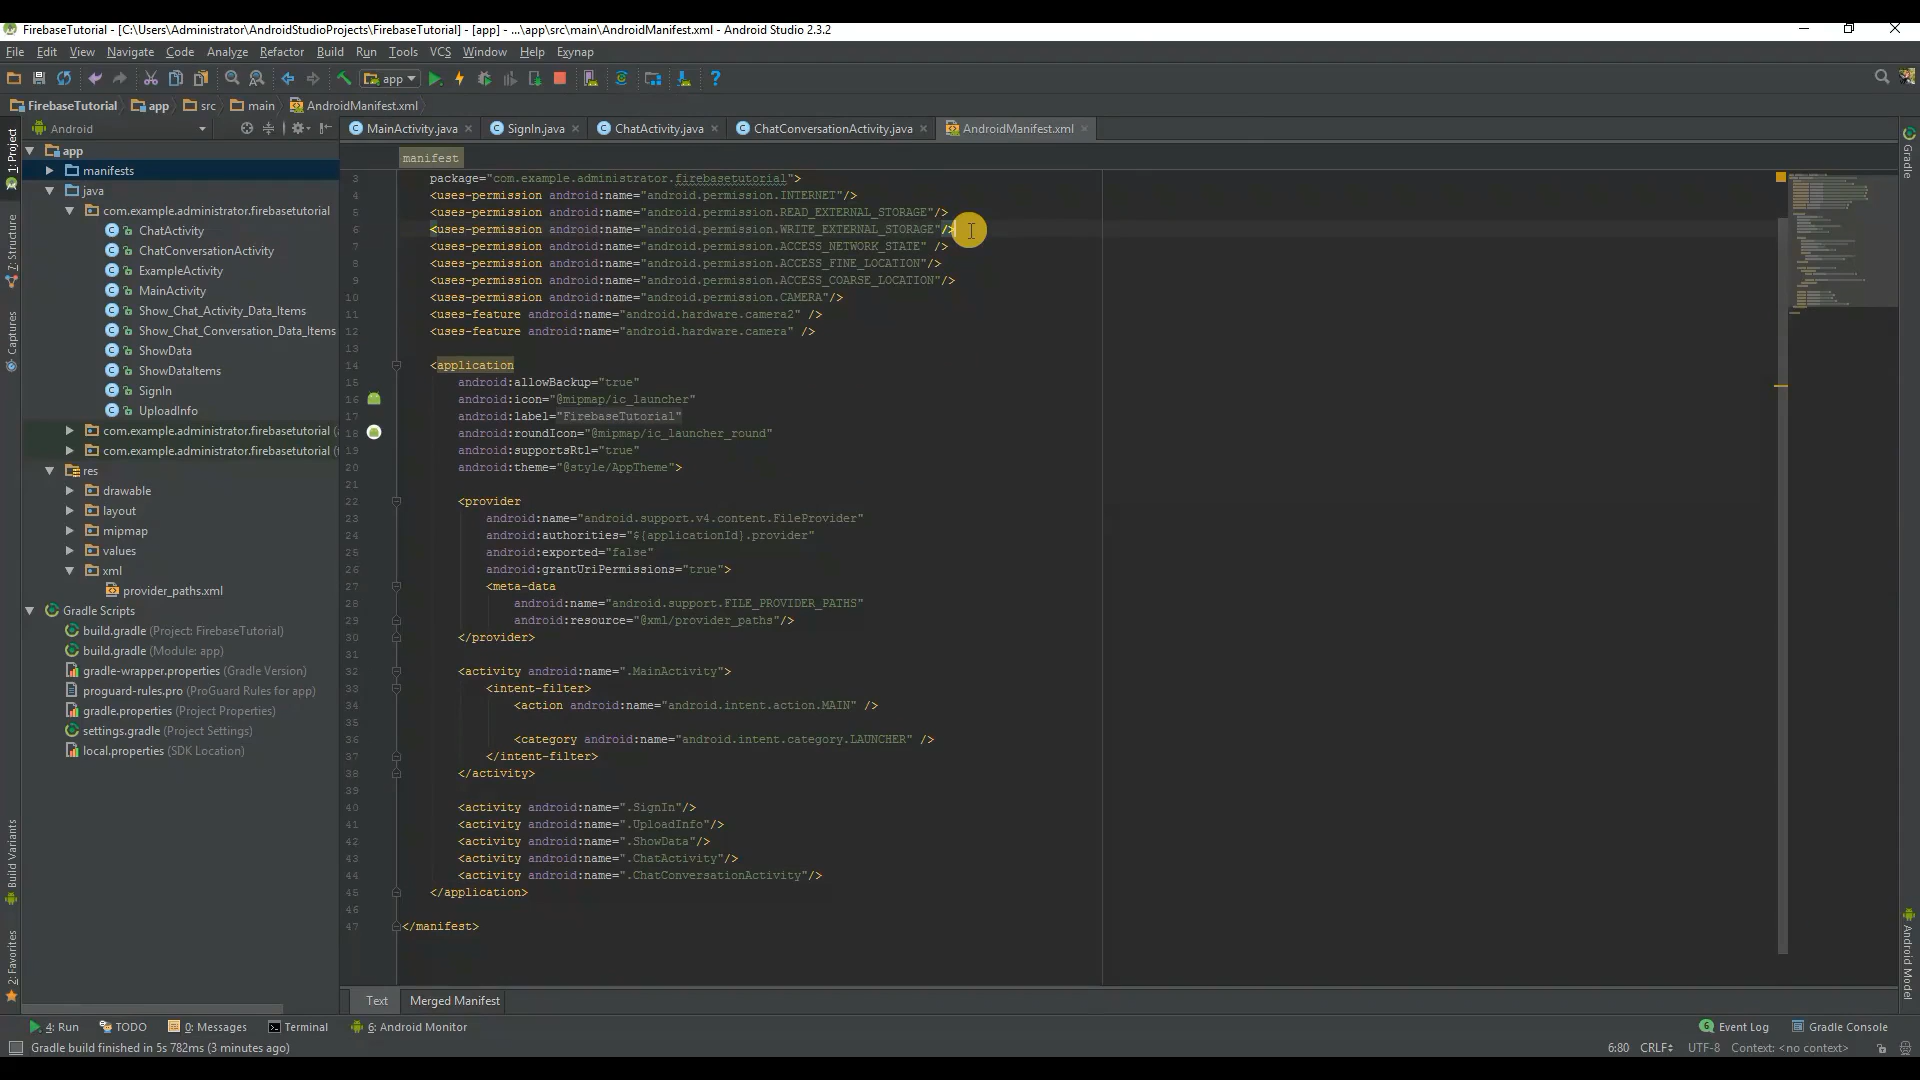 FirebaseTutorial - [C:\Users\Administrator\AndroidStudioProjects\FirebaseTutorial] - [app] - ...\app\src\main\AndroidManifest.xml - Android Studio 2.3.2
File Edit View Navigate Code Analyze Refactor Build Run Tools VCS Window Help Exynap
app
FirebaseTutorial app src main AndroidManifest.xml
Android
MainActivity.java SignIn.java ChatActivity.java ChatConversationActivity.java AndroidManifest.xml
1: Project
7: Structure
Captures
Build Variants
2: Favorites
app
manifests
java
com.example.administrator.firebasetutorial
ChatActivity
ChatConversationActivity
ExampleActivity
MainActivity
Show_Chat_Activity_Data_Items
Show_Chat_Conversation_Data_Items
ShowData
ShowDataItems
SignIn
UploadInfo
com.example.administrator.firebasetutorial
com.example.administrator.firebasetutorial
res
drawable
layout
mipmap
values
xml
provider_paths.xml
Gradle Scripts
build.gradle (Project: FirebaseTutorial)
build.gradle (Module: app)
gradle-wrapper.properties (Gradle Version)
proguard-rules.pro (ProGuard Rules for app)
gradle.properties (Project Properties)
settings.gradle (Project Settings)
local.properties (SDK Location)
manifest
3 package="com.example.administrator.firebasetutorial">
4 <uses-permission android:name="android.permission.INTERNET"/>
5 <uses-permission android:name="android.permission.READ_EXTERNAL_STORAGE"/>
6 <uses-permission android:name="android.permission.WRITE_EXTERNAL_STORAGE"/>
7 <uses-permission android:name="android.permission.ACCESS_NETWORK_STATE" />
8 <uses-permission android:name="android.permission.ACCESS_FINE_LOCATION"/>
9 <uses-permission android:name="android.permission.ACCESS_COARSE_LOCATION"/>
10 <uses-permission android:name="android.permission.CAMERA"/>
11 <uses-feature android:name="android.hardware.camera2" />
12 <uses-feature android:name="android.hardware.camera" />
13
14 <application
15 android:allowBackup="true"
16 android:icon="@mipmap/ic_launcher"
17 android:label="FirebaseTutorial"
18 android:roundIcon="@mipmap/ic_launcher_round"
19 android:supportsRtl="true"
20 android:theme="@style/AppTheme">
21
22 <provider
23 android:name="android.support.v4.content.FileProvider"
24 android:authorities="${applicationId}.provider"
25 android:exported="false"
26 android:grantUriPermissions="true">
27 <meta-data
28 android:name="android.support.FILE_PROVIDER_PATHS"
29 android:resource="@xml/provider_paths"/>
30 </provider>
31
32 <activity android:name=".MainActivity">
33 <intent-filter>
34 <action android:name="android.intent.action.MAIN" />
35
36 <category android:name="android.intent.category.LAUNCHER" />
37 </intent-filter>
38 </activity>
39
40 <activity android:name=".SignIn"/>
41 <activity android:name=".UploadInfo"/>
42 <activity android:name=".ShowData"/>
43 <activity android:name=".ChatActivity"/>
44 <activity android:name=".ChatConversationActivity"/>
45 </application>
46
47 </manifest>
Gradle
Android Model
Text Merged Manifest
4: Run TODO 0: Messages Terminal 6: Android Monitor 6 Event Log Gradle Console
Gradle build finished in 5s 782ms (3 minutes ago) 6:80 CRLF UTF-8 Context: <no context>